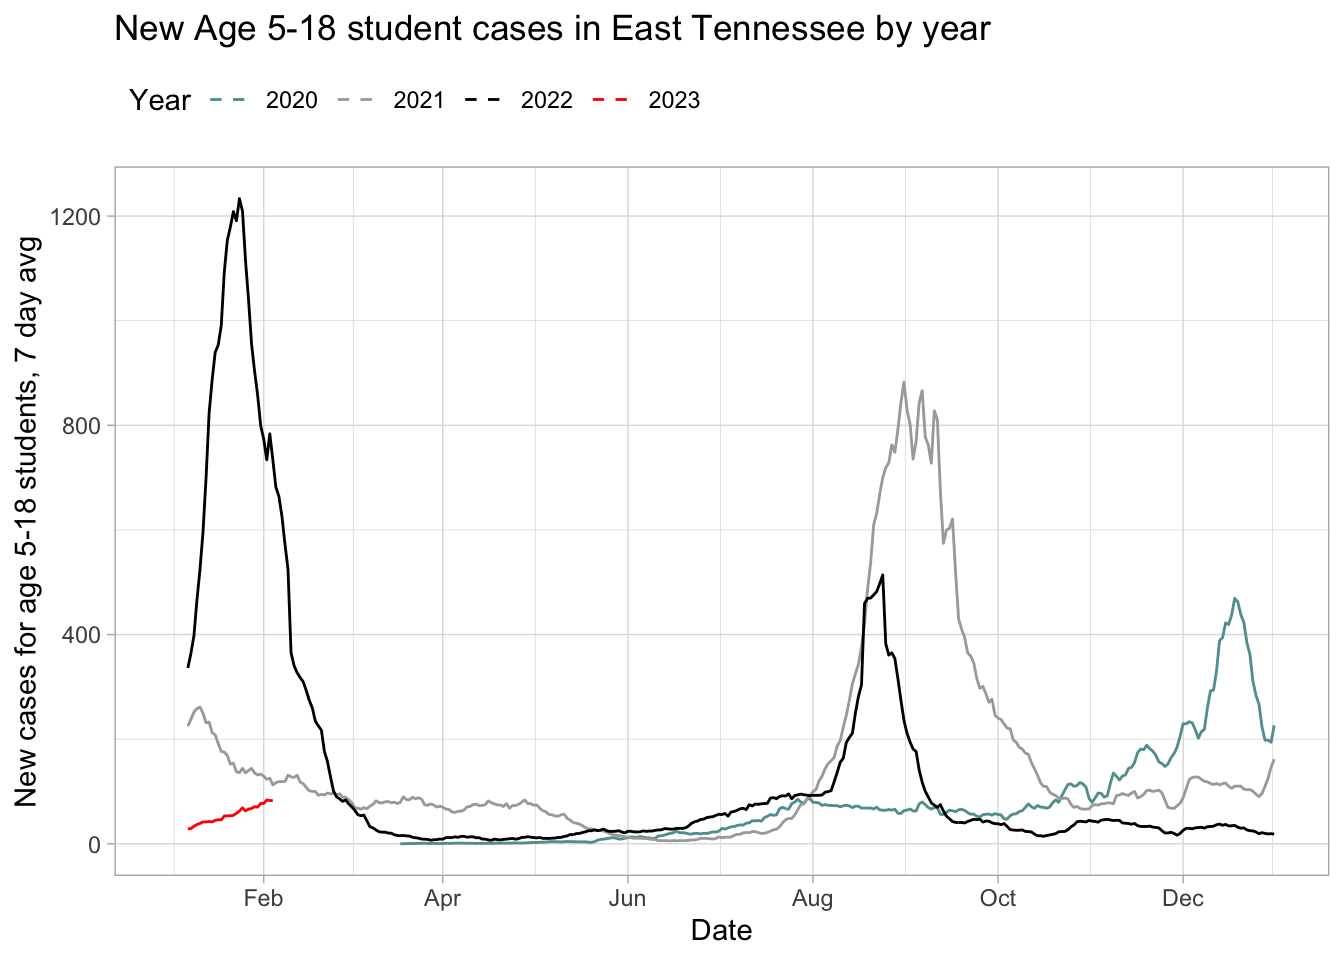 New Age 5-18 student cases in East Tennessee by year
Year 2020 2021 2022 2023
New cases for age 5-18 students, 7 day avg
1200
800
400
0
Feb Apr Jun Aug Oct Dec
Date